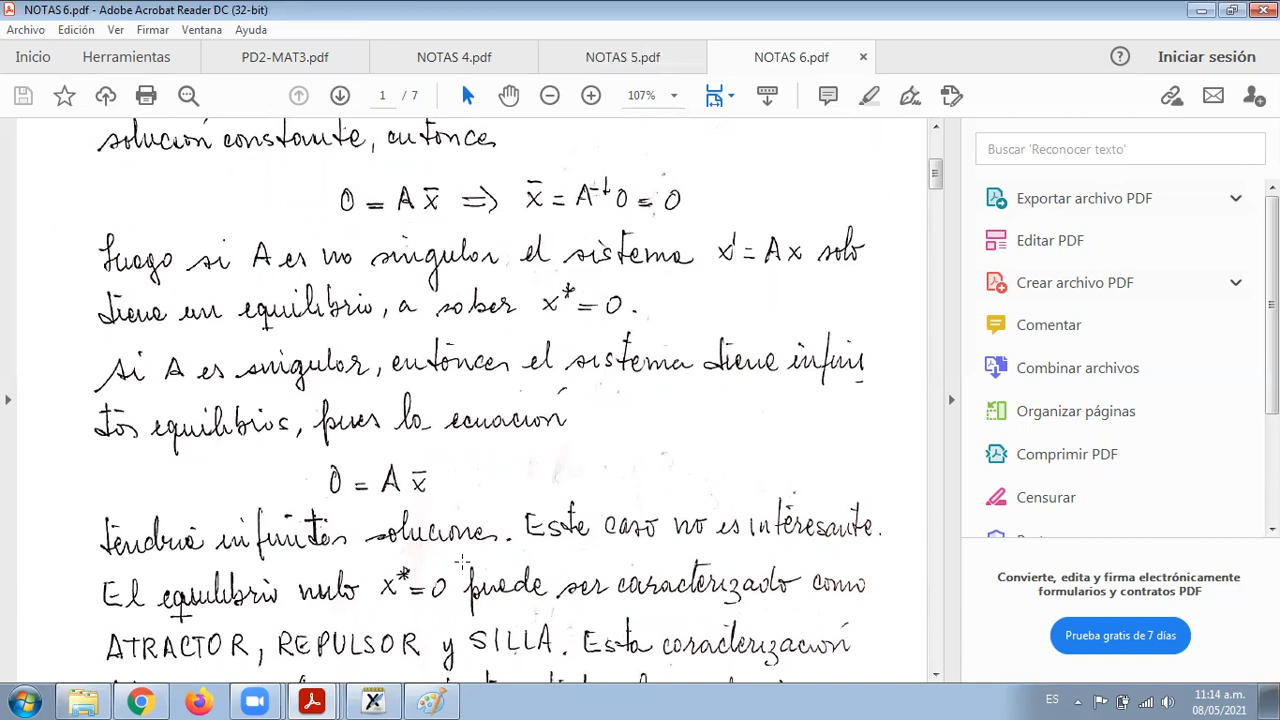 NOTAS 6.pdf - Adobe Acrobat Reader DC (32-bit)
Archivo Edición Ver Firmar Ventana Ayuda
Inicio Herramientas PD2-MAT3.pdf NOTAS 4.pdf NOTAS 5.pdf NOTAS 6.pdf Iniciar sesión
1 / 7 107%
solución constante, entonces
0 = A x̄ ⟹ x̄ = A⁻¹ 0 = 0
Luego si A es no singular el sistema x' = A x solo
tiene un equilibrio, a saber x* = 0.
Si A es singular, entonces el sistema tiene infini
tos equilibrios, pues la ecuación
0 = A x̄
tendría infinitas soluciones. Este caso no es interesante.
El equilibrio nulo x* = 0 puede ser caracterizado como
ATRACTOR, REPULSOR y SILLA. Esta caracterización
Buscar 'Reconocer texto'
Exportar archivo PDF
Editar PDF
Crear archivo PDF
Comentar
Combinar archivos
Organizar páginas
Comprimir PDF
Censurar
Convierte, edita y firma electrónicamente
formularios y contratos PDF
Prueba gratis de 7 días
ES 11:14 a.m.
08/05/2021